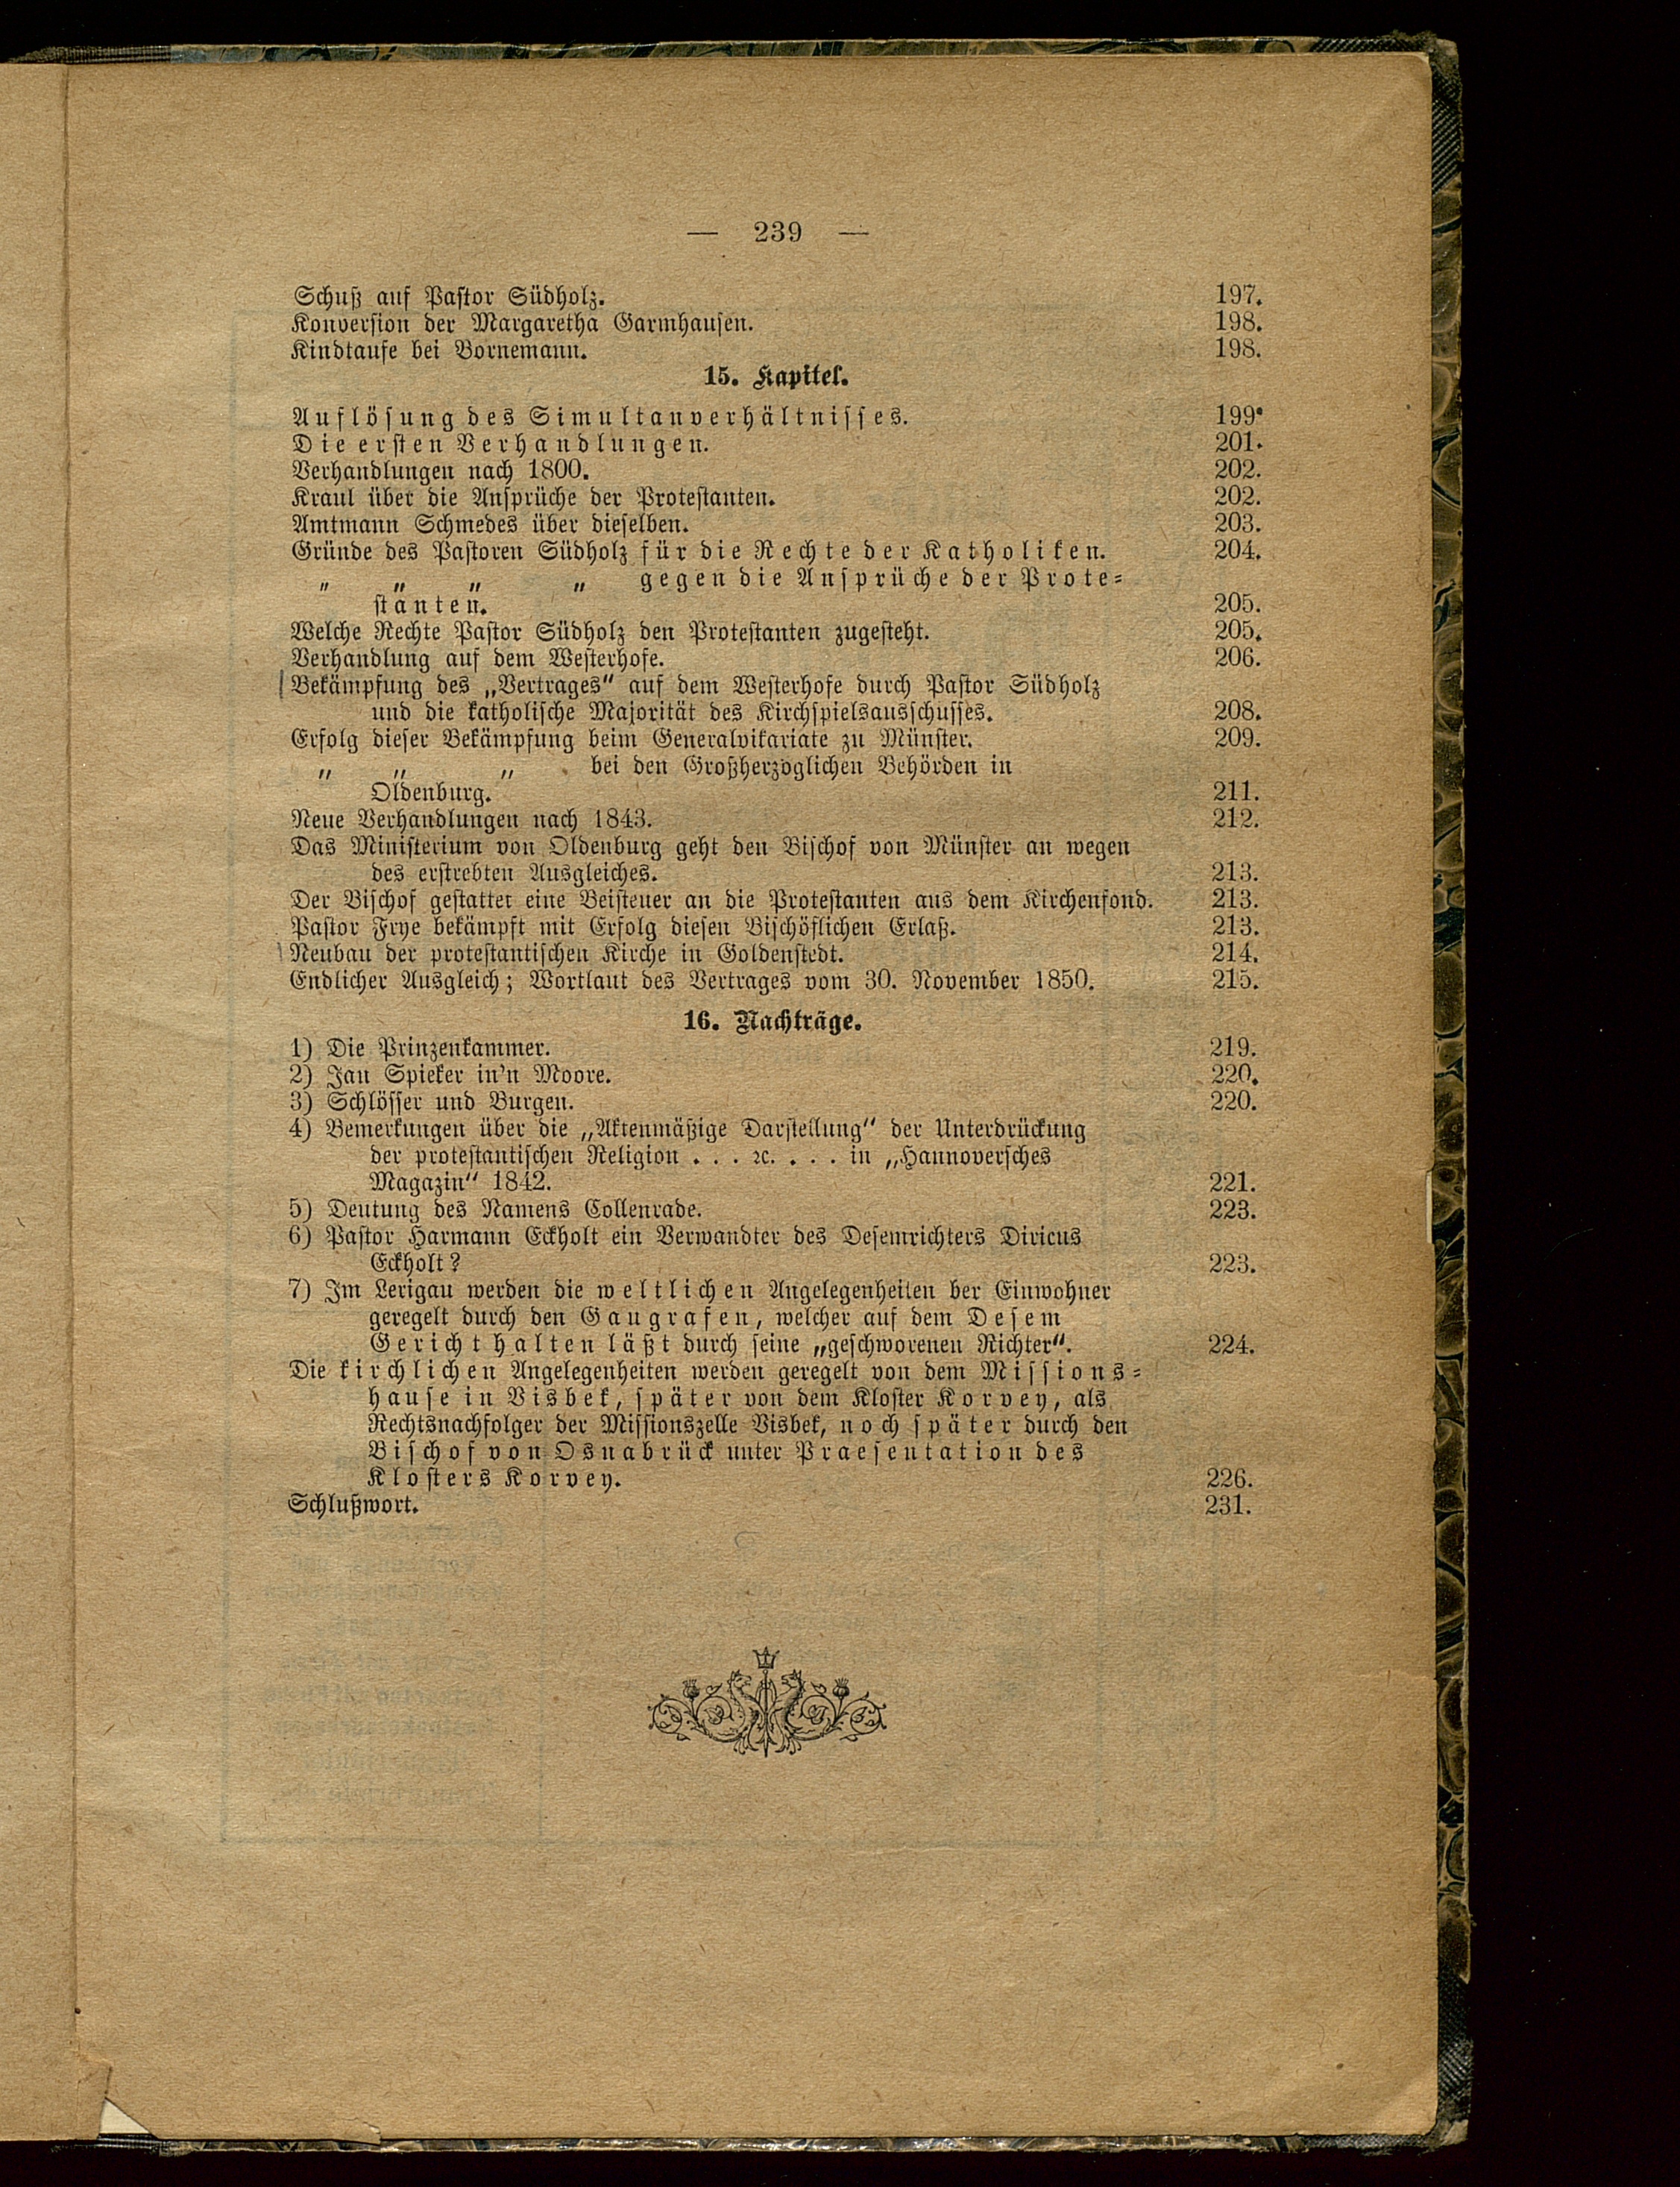 — 239 —
Schuß auf Pastor Südholz. 197.
Konversion der Margaretha Garmhausen. 198.
Kindtaufe bei Bornemann. 198.
15. Kapitel.
Auflösung des Simultanverhältnisses. 199.
Die ersten Verhandlungen. 201.
Verhandlungen nach 1800. 202.
Kraul über die Ansprüche der Protestanten. 202.
Amtmann Schmedes über dieselben. 203.
Gründe des Pastoren Südholz für die Rechte der Katholiken. 204.
„ „ „ „ gegen die Ansprüche der Prote-
stanten. 205.
Welche Rechte Pastor Südholz den Protestanten zugesteht. 205.
Verhandlung auf dem Westerhofe. 206.
Bekämpfung des „Vertrages“ auf dem Westerhofe durch Pastor Südholz
und die katholische Majorität des Kirchspielsausschusses. 208.
Erfolg dieser Bekämpfung beim Generalvikariate zu Münster. 209.
„ „ „ bei den Großherzoglichen Behörden in
Oldenburg. 211.
Neue Verhandlungen nach 1843. 212.
Das Ministerium von Oldenburg geht den Bischof von Münster an wegen
des erstrebten Ausgleiches. 213.
Der Bischof gestattet eine Beisteuer an die Protestanten aus dem Kirchenfond. 213.
Pastor Frye bekämpft mit Erfolg diesen Bischöflichen Erlaß. 213.
Neubau der protestantischen Kirche in Goldenstedt. 214.
Endlicher Ausgleich; Wortlaut des Vertrages vom 30. November 1850. 215.
16. Nachträge.
1) Die Prinzenkammer. 219.
2) Jan Spieker in’n Moore. 220.
3) Schlösser und Burgen. 220.
4) Bemerkungen über die „Aktenmäßige Darstellung“ der Unterdrückung
der protestantischen Religion . . . ꝛc. . . . in „Hannoversches
Magazin“ 1842. 221.
5) Deutung des Namens Collenrade. 223.
6) Pastor Harmann Eckholt ein Verwandter des Desemrichters Diricus
Eckholt? 223.
7) Im Lerigau werden die weltlichen Angelegenheiten ber Einwohner
geregelt durch den Gaugrafen, welcher auf dem Desem
Gericht halten läßt durch seine „geschworenen Richter“. 224.
Die kirchlichen Angelegenheiten werden geregelt von dem Missions-
hause in Visbek, später von dem Kloster Korvey, als
Rechtsnachfolger der Missionszelle Visbek, noch später durch den
Bischof von Osnabrück unter Praesentation des
Klosters Korvey. 226.
Schlußwort. 231.